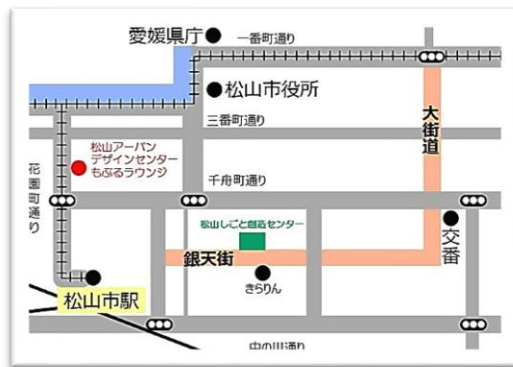 愛媛県庁
一番町通り
松山市役所
三番町通り
大街道
松山アーバン
デザインセンター
もぶるラウンジ
花園町通り
千舟町通り
松山しごと創造センター
交番
銀天街
きらりん
松山市駅
中の川通り